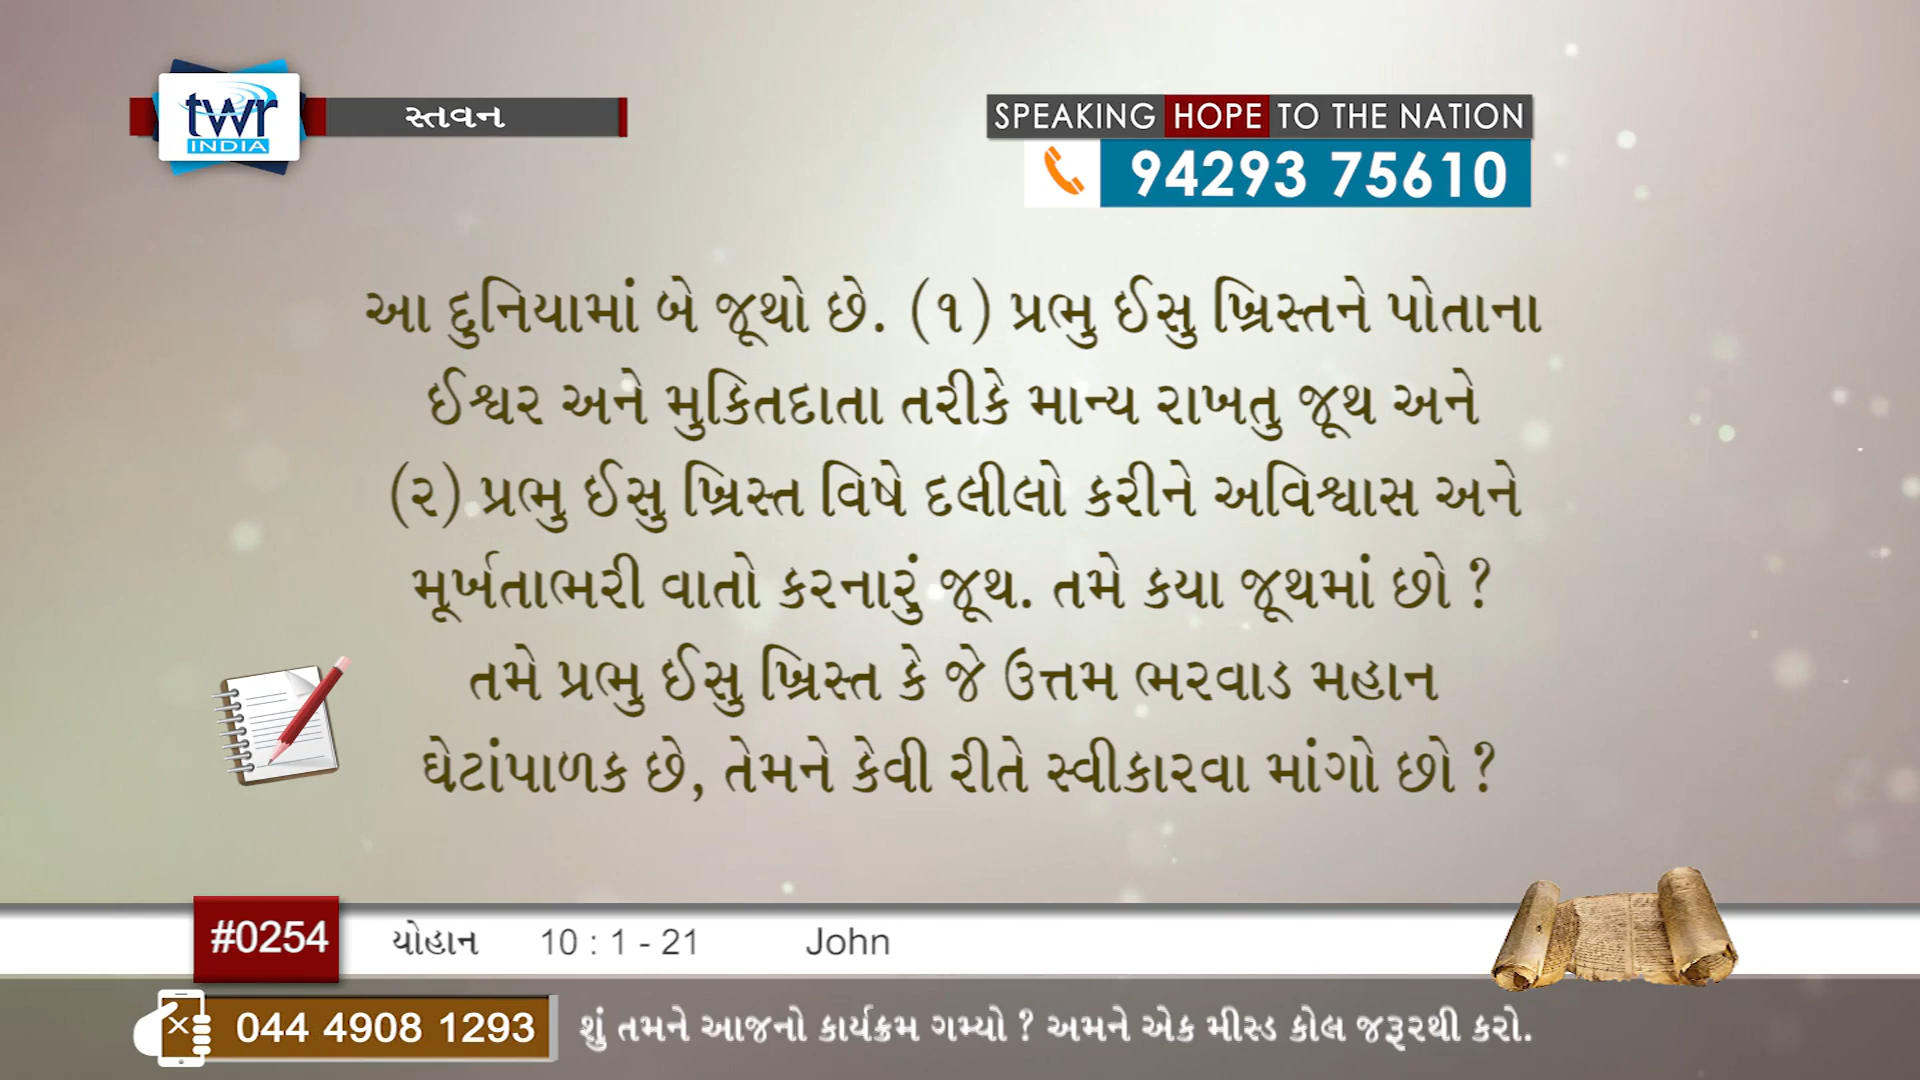 twr
INDIA
સ્તવન
SPEAKING HOPE TO THE NATION
94293 75610
આ દુનિયામાં બે જૂથો છે. (૧) પ્રભુ ઈસુ ખ્રિસ્તને પોતાના
ઈશ્વર અને મુકિતદાતા તરીકે માન્ય રાખતુ જૂથ અને
(૨) પ્રભુ ઈસુ ખ્રિસ્ત વિષે દલીલો કરીને અવિશ્વાસ અને
મૂર્ખતાભરી વાતો કરનારું જૂથ. તમે કયા જૂથમાં છો ?
તમે પ્રભુ ઈસુ ખ્રિસ્ત કે જે ઉત્તમ ભરવાડ મહાન
ઘેટાંપાળક છે, તેમને કેવી રીતે સ્વીકારવા માંગો છો ?
#0254 યોહાન 10 : 1 - 21 John
044 4908 1293 શું તમને આજનો કાર્યક્રમ ગમ્યો ? અમને એક મીસ્ડ કોલ જરૂરથી કરો.